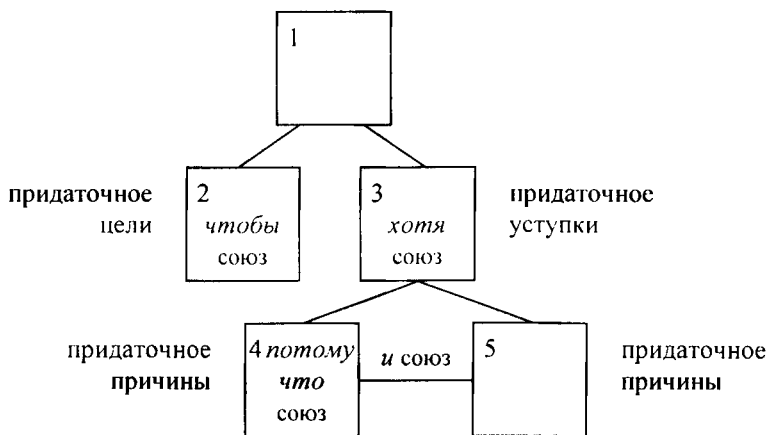 1
придаточное
цели
2
чтобы
союз
3
хотя
союз
придаточное
уступки
придаточное
причины
4 потому
что
союз
и союз
5
придаточное
причины